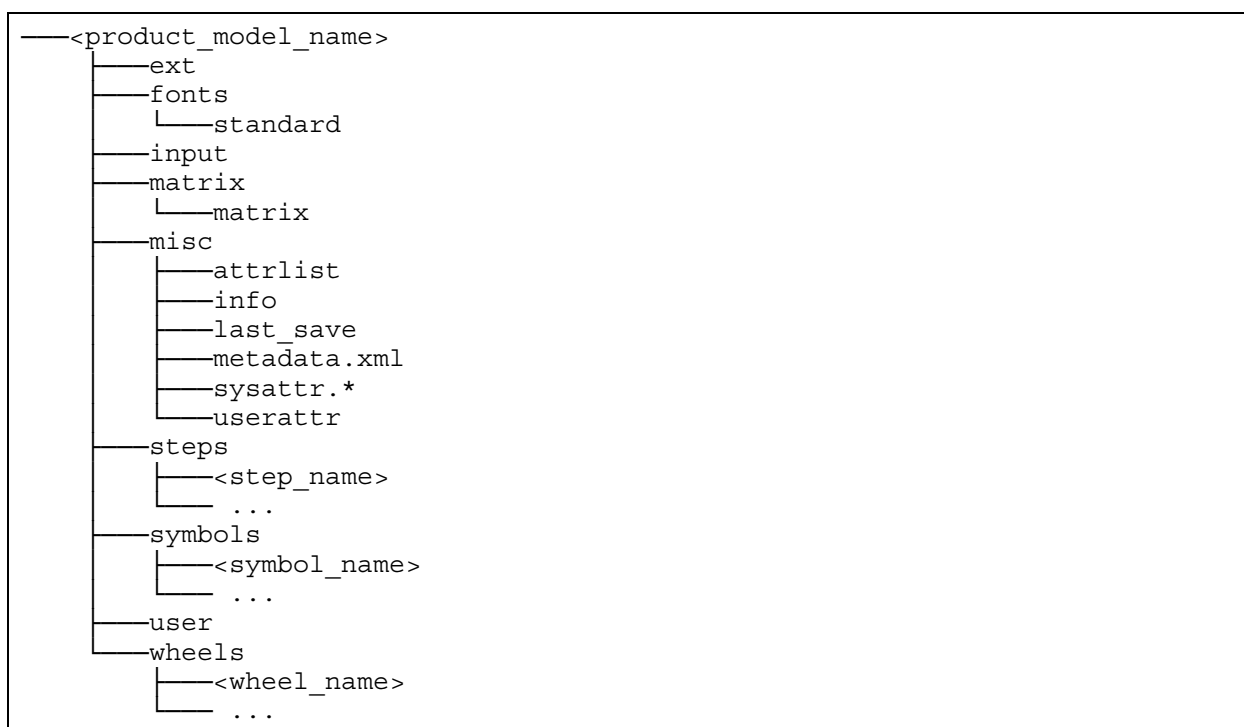 <product_model_name>
ext
fonts
standard
input
matrix
matrix
misc
attrlist
info
last_save
metadata.xml
sysattr.*
userattr
steps
<step_name>
...
symbols
<symbol_name>
...
user
wheels
<wheel_name>
...